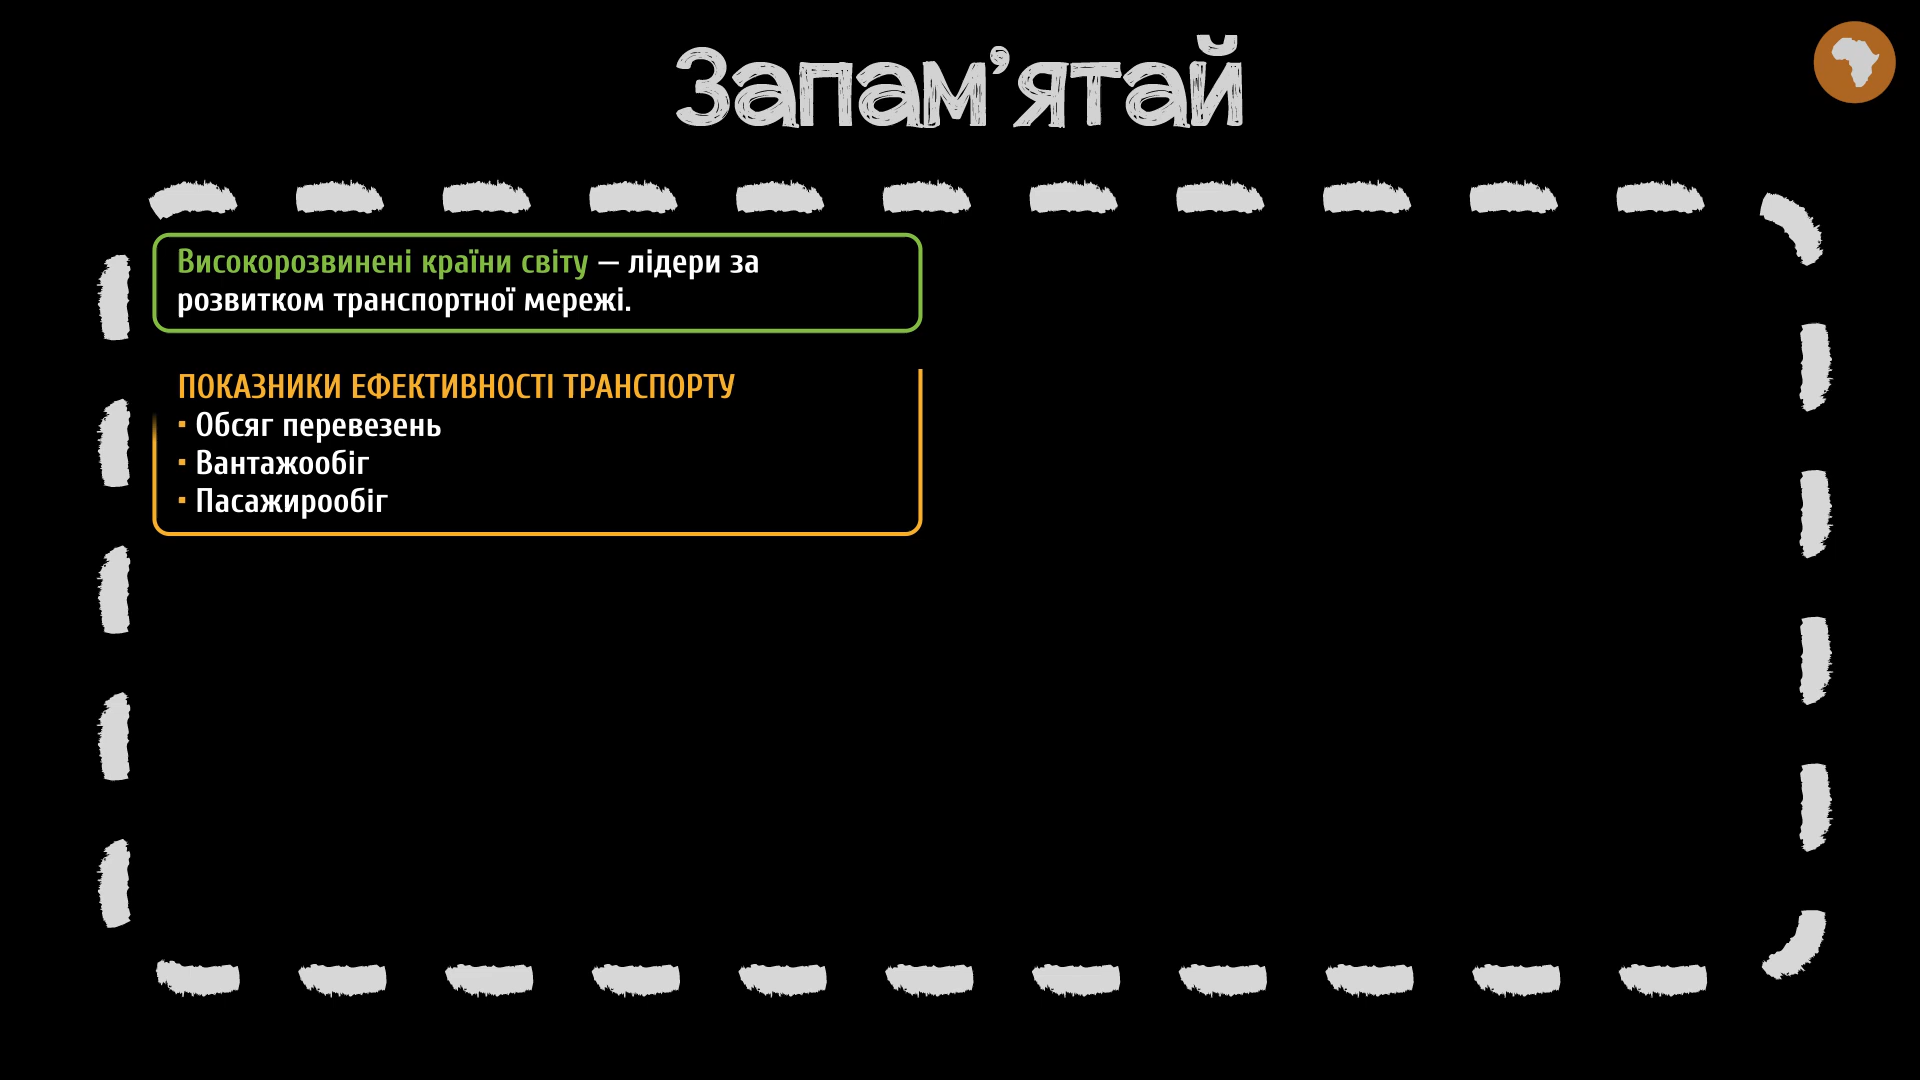 Запам’ятай
Високорозвинені країни світу — лідери за
розвитком транспортної мережі.
ПОКАЗНИКИ ЕФЕКТИВНОСТІ ТРАНСПОРТУ
▪ Обсяг перевезень
▪ Вантажообіг
▪ Пасажирообіг